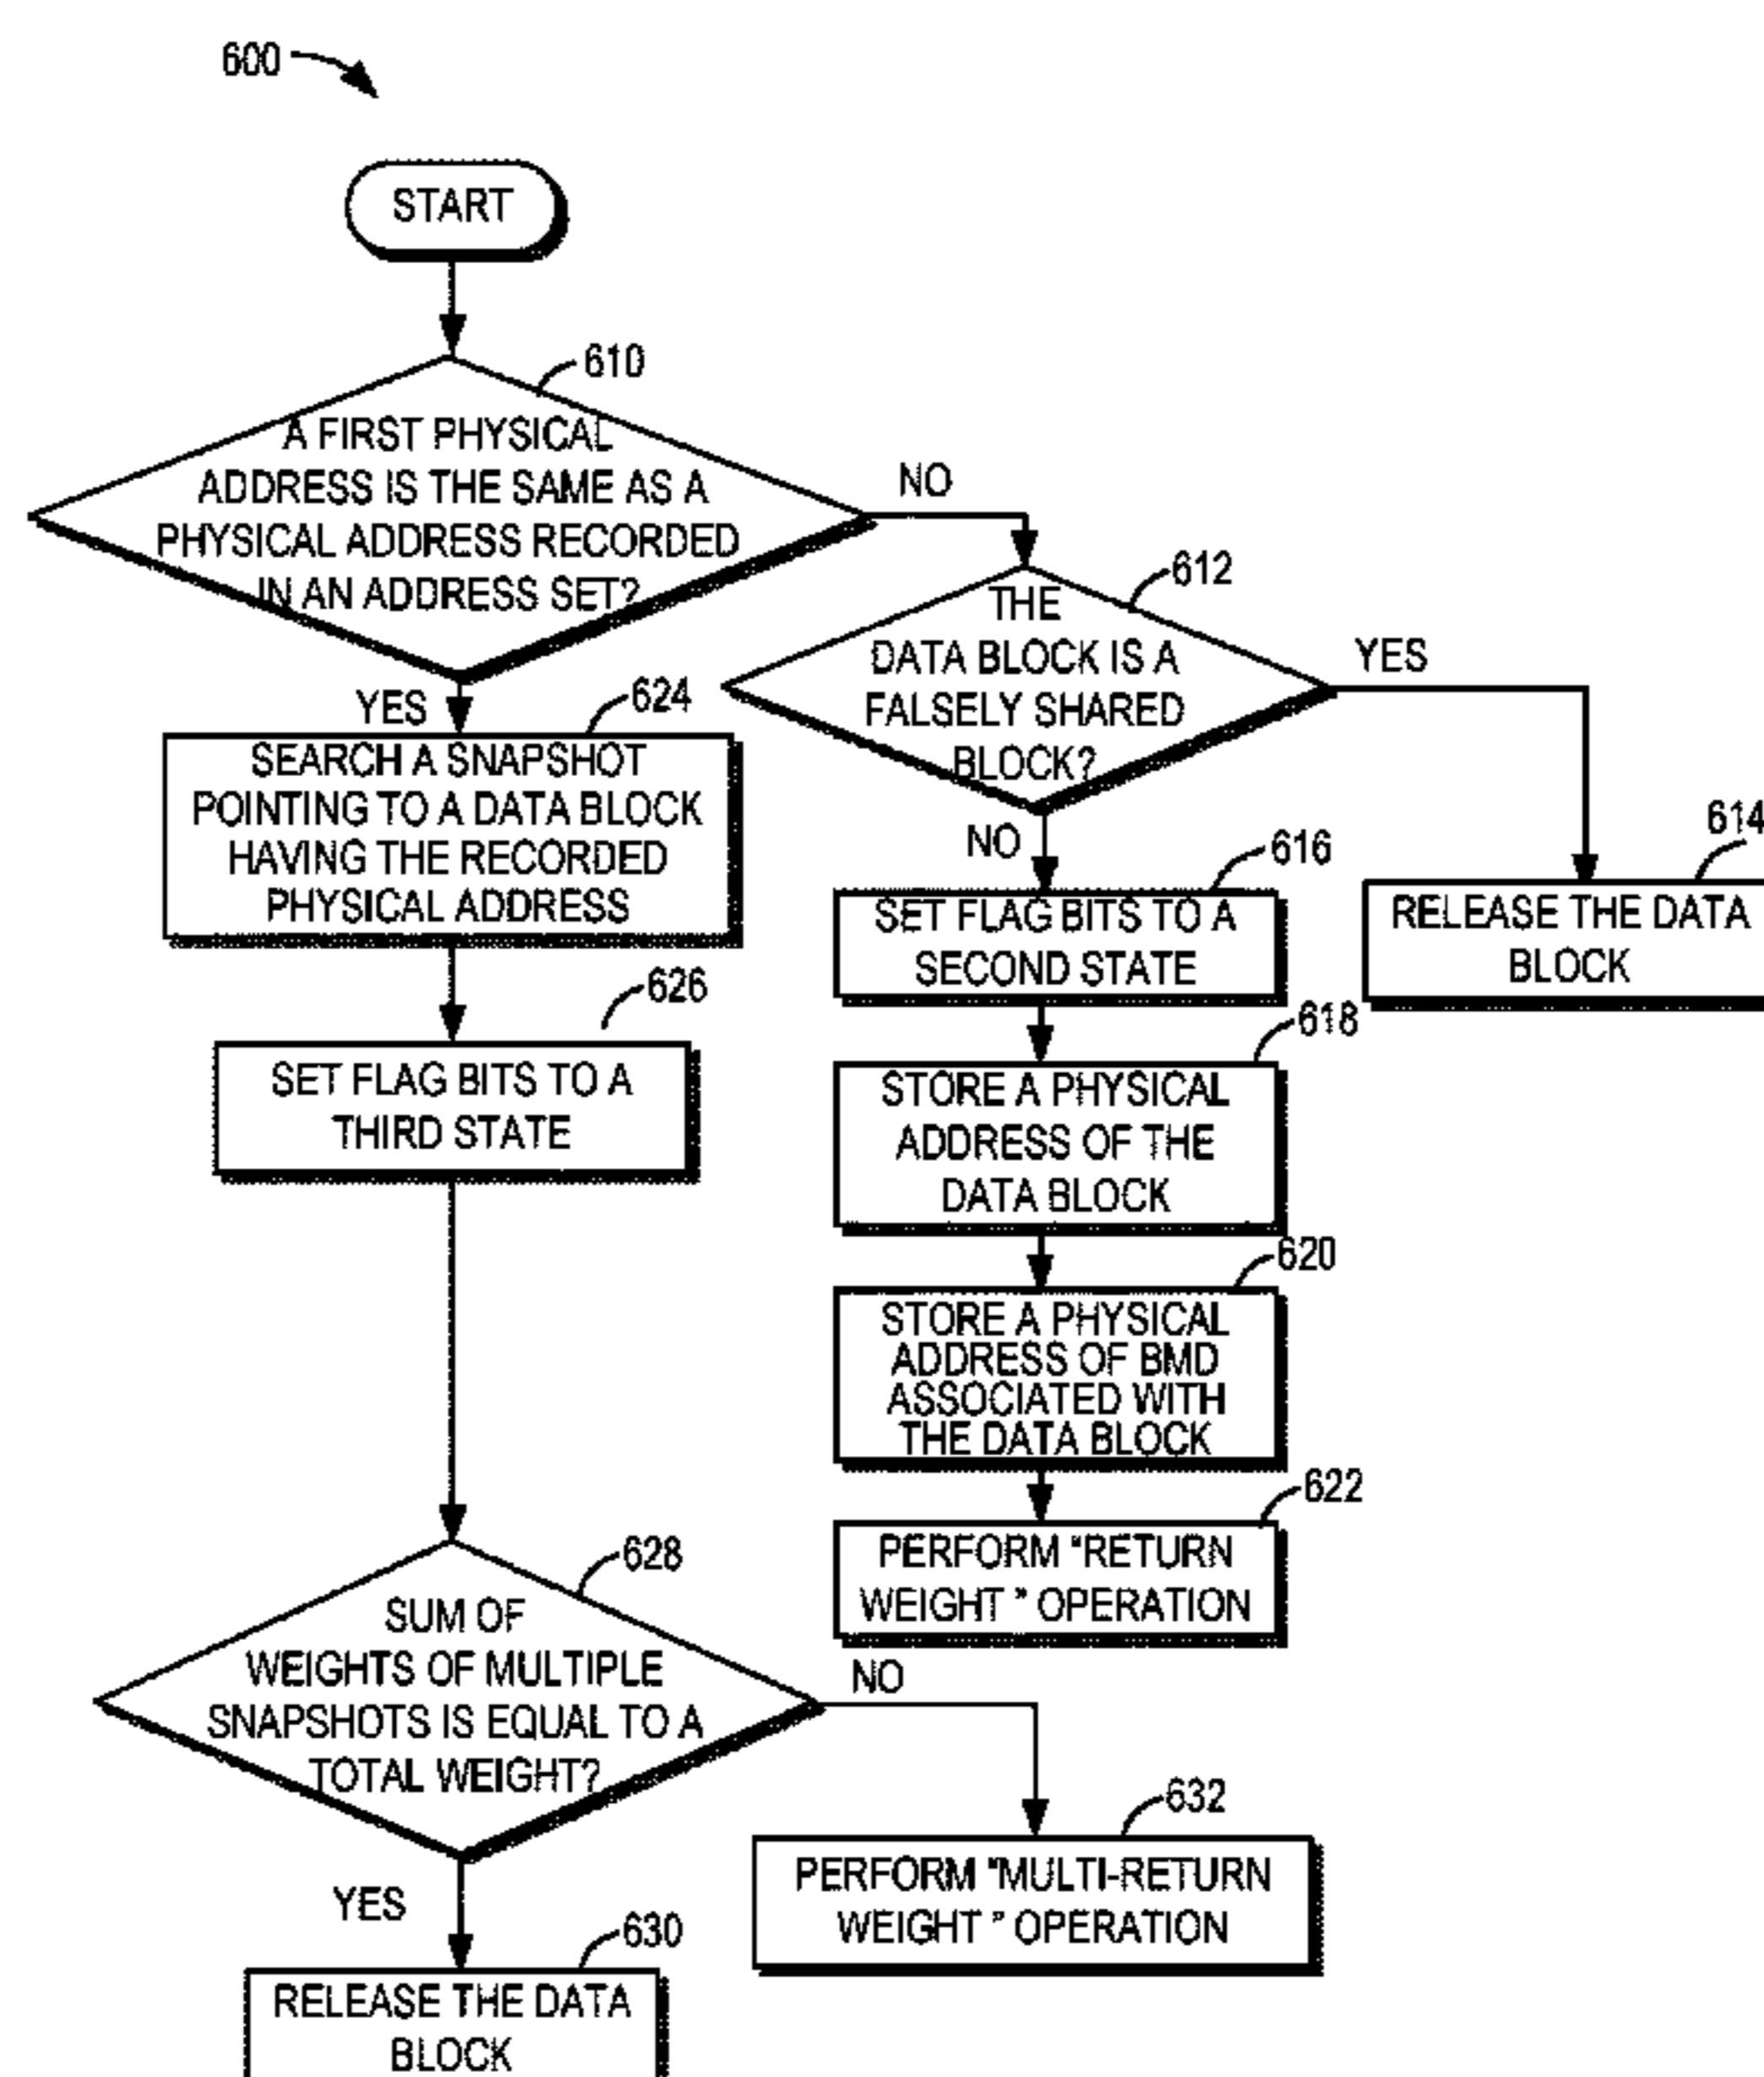 600
START
610
A FIRST PHYSICAL
ADDRESS IS THE SAME AS A
PHYSICAL ADDRESS RECORDED
IN AN ADDRESS SET?
NO
YES
612
THE
DATA BLOCK IS A
FALSELY SHARED
BLOCK?
YES
NO
614
RELEASE THE DATA
BLOCK
624
SEARCH A SNAPSHOT
POINTING TO A DATA BLOCK
HAVING THE RECORDED
PHYSICAL ADDRESS
616
SET FLAG BITS TO A
SECOND STATE
626
SET FLAG BITS TO A
THIRD STATE
618
STORE A PHYSICAL
ADDRESS OF THE
DATA BLOCK
620
STORE A PHYSICAL
ADDRESS OF BMD
ASSOCIATED WITH
THE DATA BLOCK
622
PERFORM "RETURN
WEIGHT " OPERATION
628
SUM OF
WEIGHTS OF MULTIPLE
SNAPSHOTS IS EQUAL TO A
TOTAL WEIGHT?
NO
YES
632
PERFORM "MULTI-RETURN
WEIGHT " OPERATION
630
RELEASE THE DATA
BLOCK